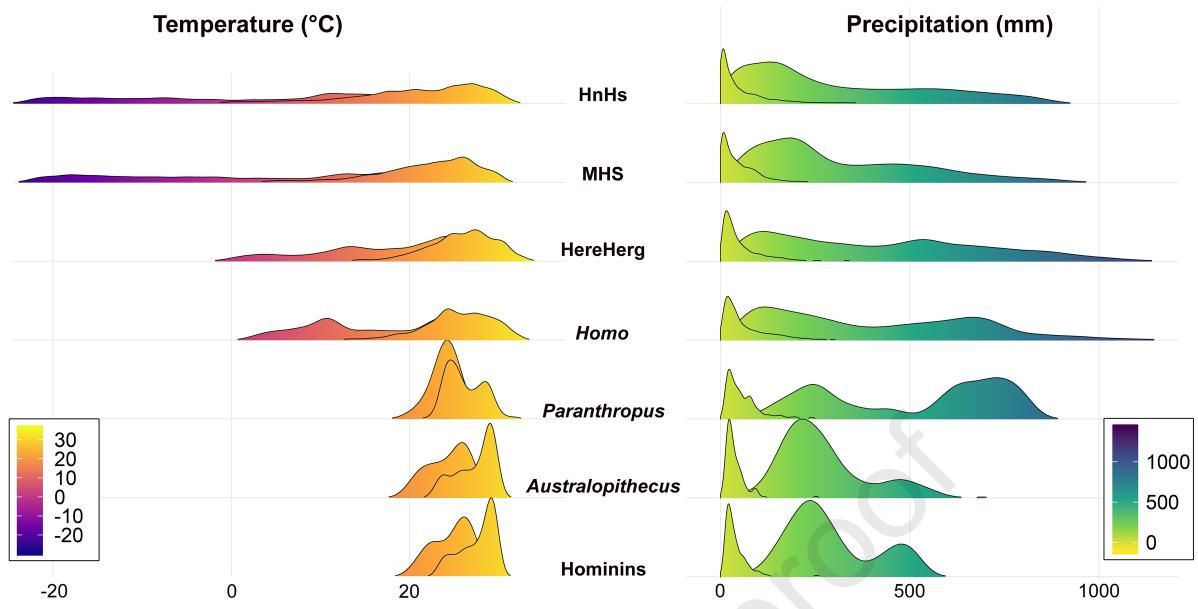 Temperature (°C)
Precipitation (mm)
HnHs
MHS
HereHerg
Homo
Paranthropus
Australopithecus
Hominins
30
20
10
0
-10
-20
1000
500
0
-20
0
20
0
500
1000
proof